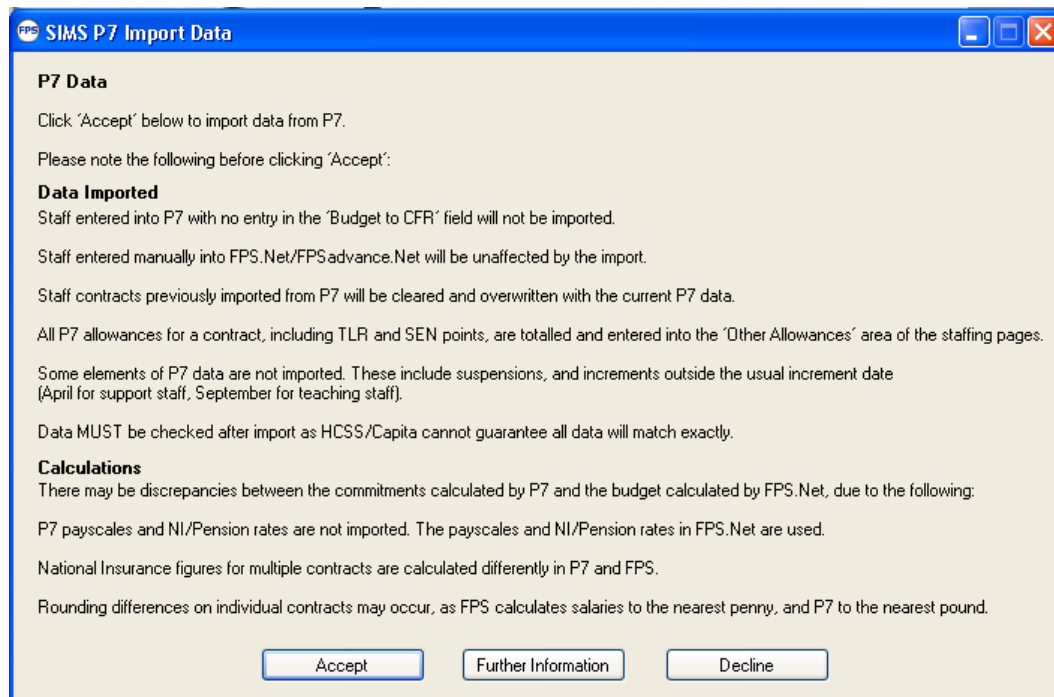 FPS SIMS P7 Import Data
P7 Data
Click 'Accept' below to import data from P7.
Please note the following before clicking 'Accept':
Data Imported
Staff entered into P7 with no entry in the 'Budget to CFR' field will not be imported.
Staff entered manually into FPS.Net/FPSadvance.Net will be unaffected by the import.
Staff contracts previously imported from P7 will be cleared and overwritten with the current P7 data.
All P7 allowances for a contract, including TLR and SEN points, are totalled and entered into the 'Other Allowances' area of the staffing pages.
Some elements of P7 data are not imported. These include suspensions, and increments outside the usual increment date
(April for support staff, September for teaching staff).
Data MUST be checked after import as HCSS/Capita cannot guarantee all data will match exactly.
Calculations
There may be discrepancies between the commitments calculated by P7 and the budget calculated by FPS.Net, due to the following:
P7 payscales and NI/Pension rates are not imported. The payscales and NI/Pension rates in FPS.Net are used.
National Insurance figures for multiple contracts are calculated differently in P7 and FPS.
Rounding differences on individual contracts may occur, as FPS calculates salaries to the nearest penny, and P7 to the nearest pound.
Accept Further Information Decline